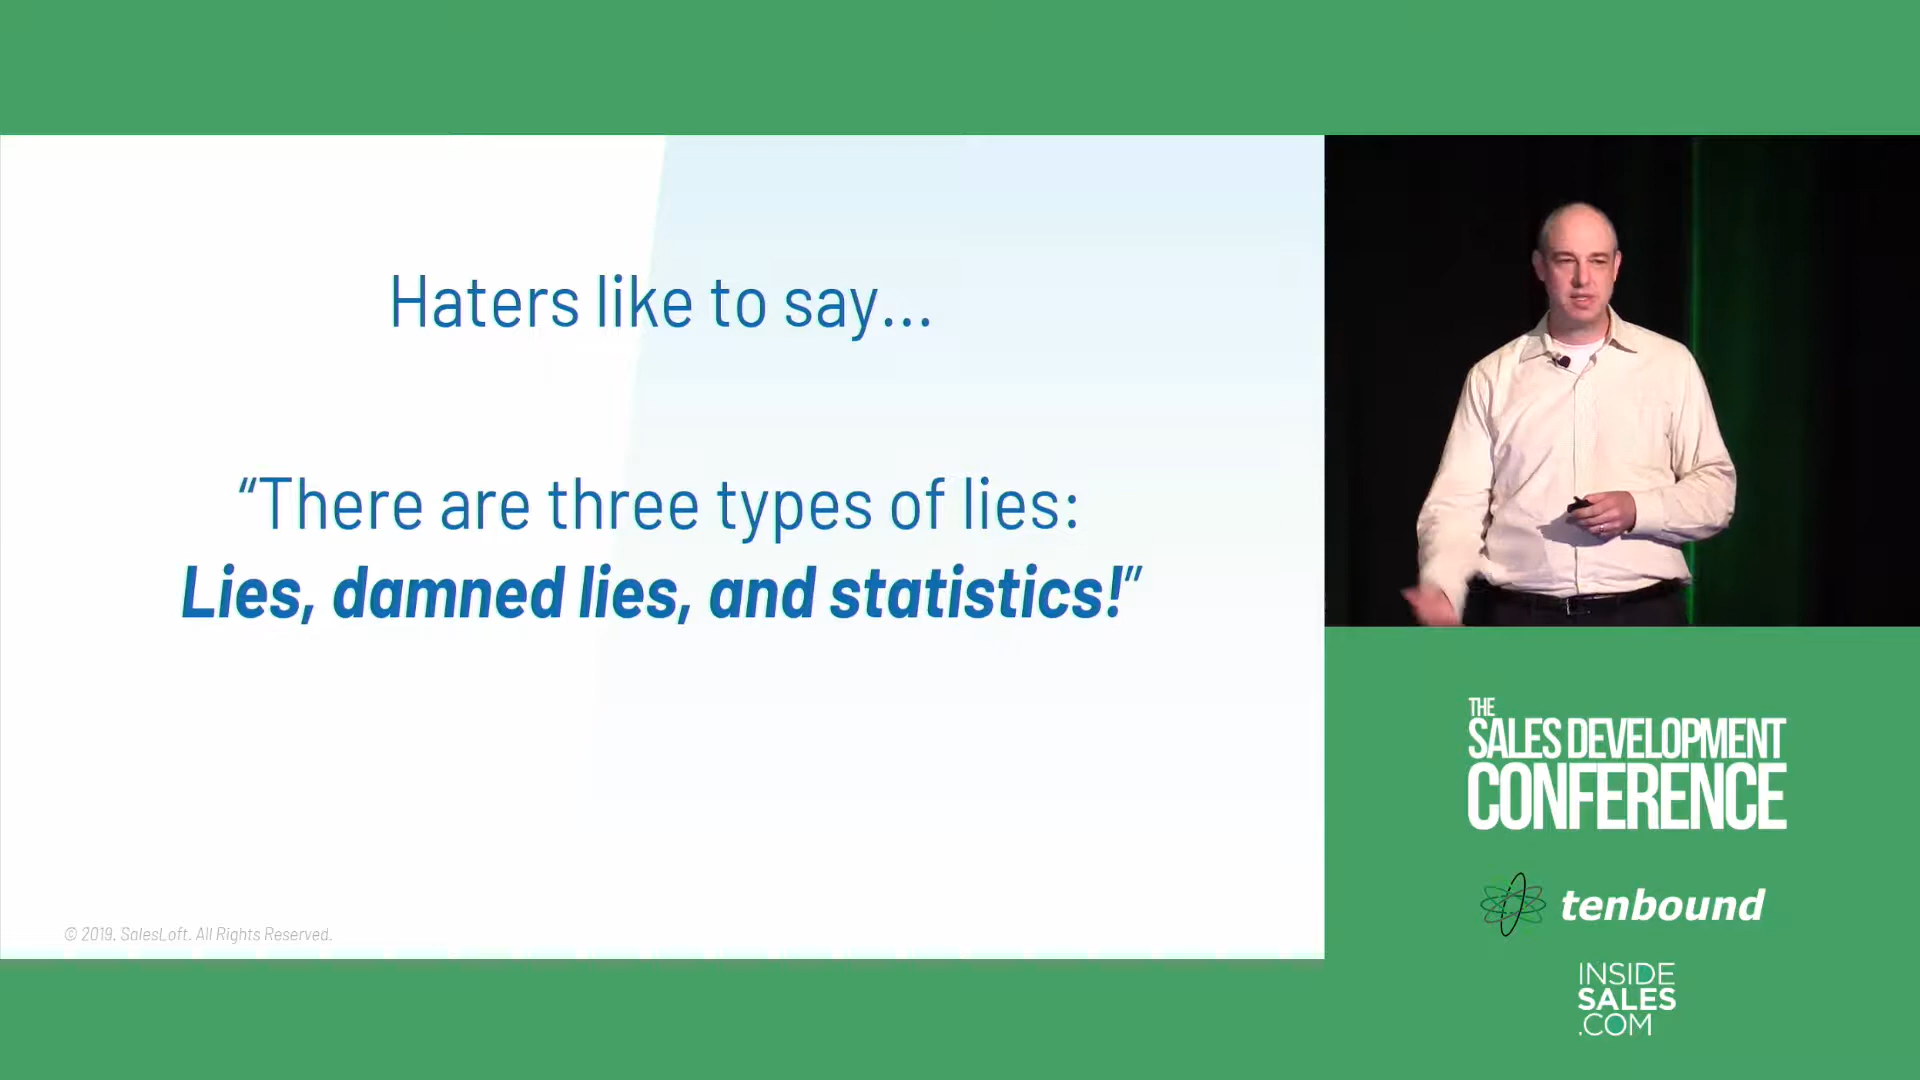 Haters like to say...
“There are three types of lies:
Lies, damned lies, and statistics!”
© 2019. SalesLoft. All Rights Reserved.
THE
SALES DEVELOPMENT
CONFERENCE
tenbound
INSIDE
SALES
.COM